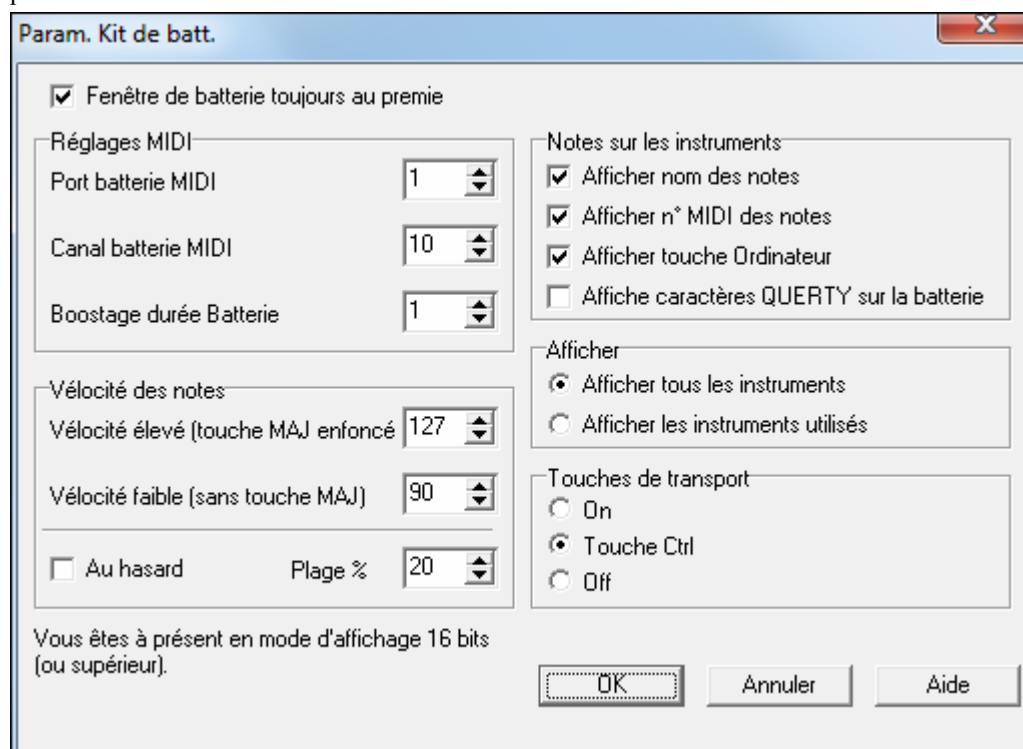 Param. Kit de batt.
Fenêtre de batterie toujours au premie
Réglages MIDI
Port batterie MIDI
1
Canal batterie MIDI
10
Boostage durée Batterie
1
Vélocité des notes
Vélocité élevé (touche MAJ enfoncé
127
Vélocité faible (sans touche MAJ)
90
Au hasard
Plage %
20
Vous êtes à présent en mode d'affichage 16 bits
(ou supérieur).
Notes sur les instruments
Afficher nom des notes
Afficher n° MIDI des notes
Afficher touche Ordinateur
Affiche caractères QUERTY sur la batterie
Afficher
Afficher tous les instruments
Afficher les instruments utilisés
Touches de transport
On
Touche Ctrl
Off
OK
Annuler
Aide